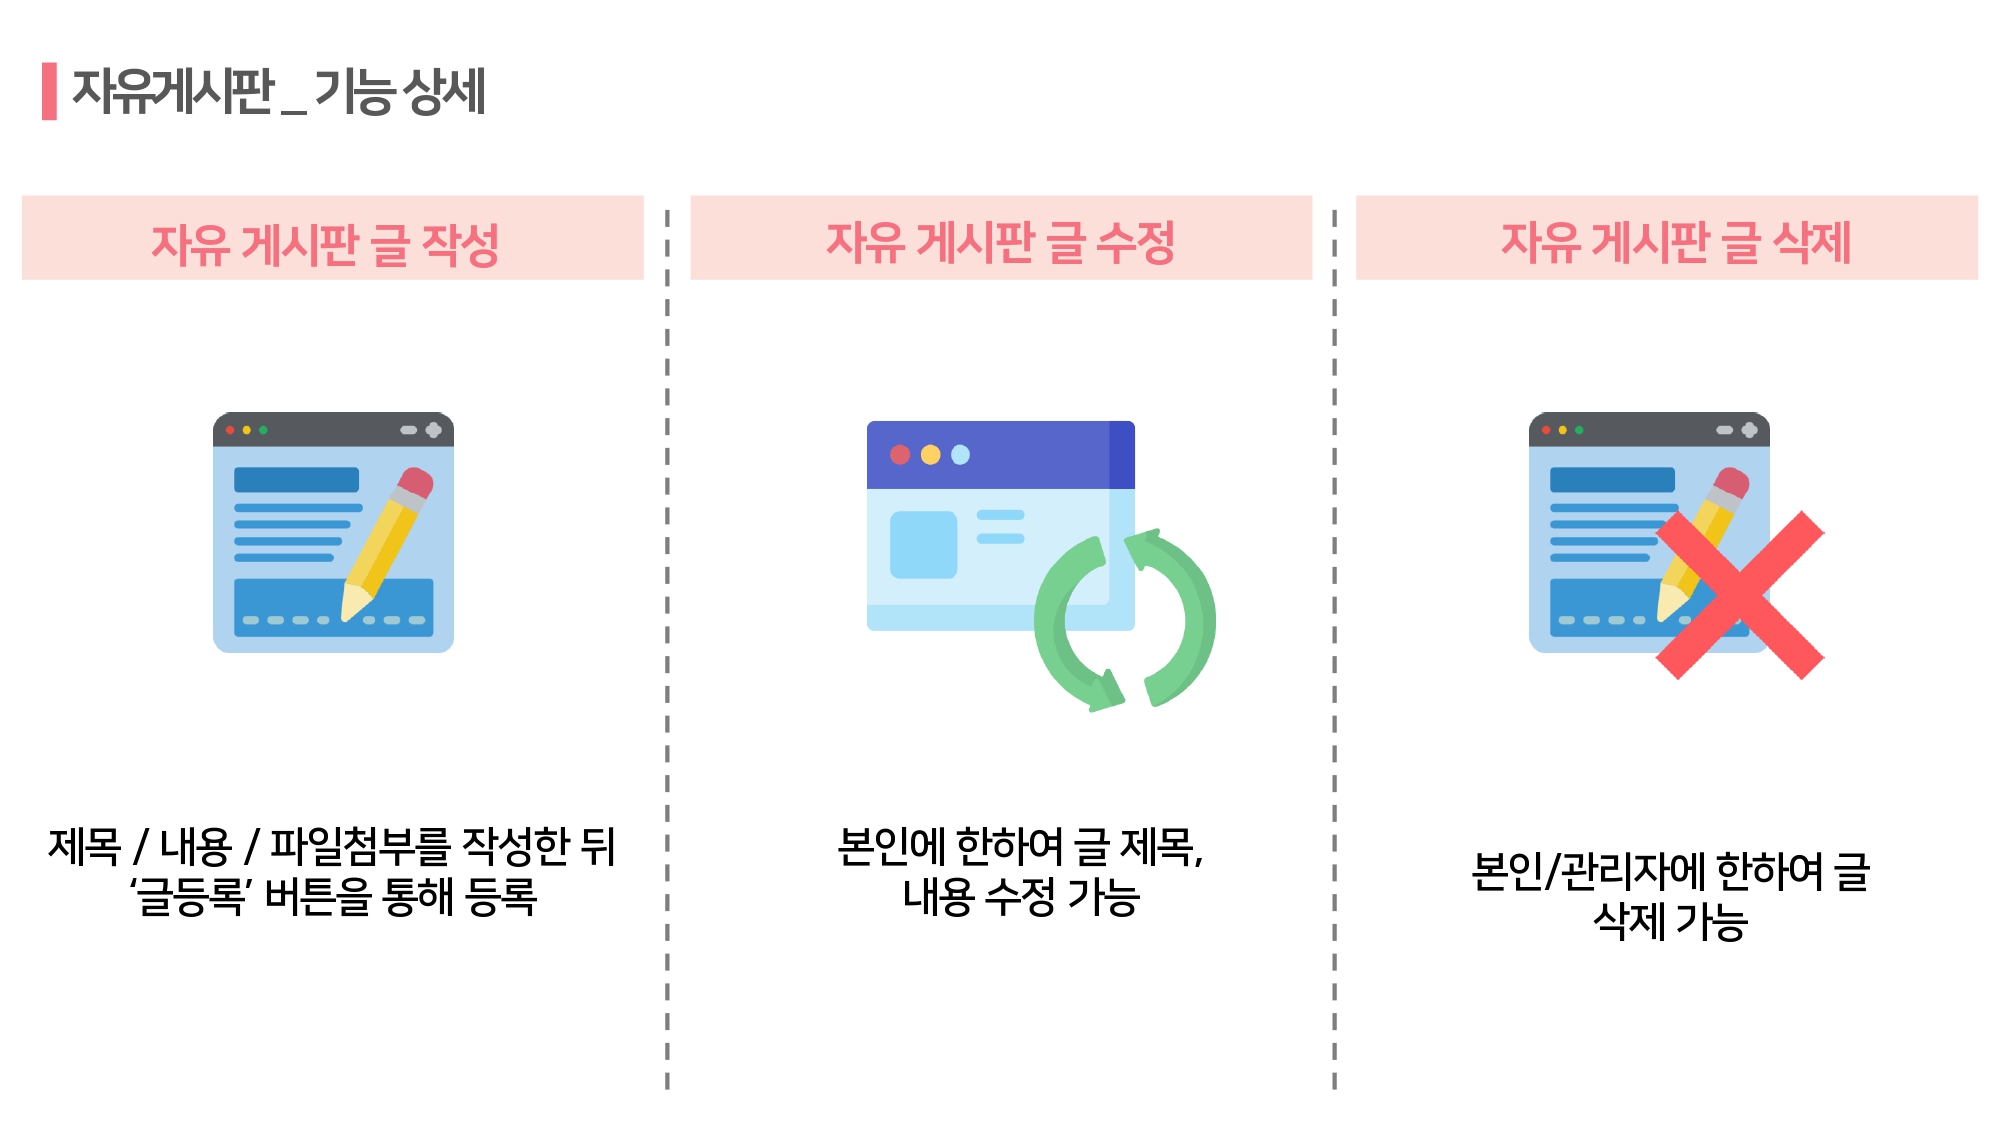 자유게시판 _ 기능 상세
자유 게시판 글 작성
제목 / 내용 / 파일첨부를 작성한 뒤
‘글등록’ 버튼을 통해 등록
자유 게시판 글 수정
본인에 한하여 글 제목,
내용 수정 가능
자유 게시판 글 삭제
본인/관리자에 한하여 글
삭제 가능